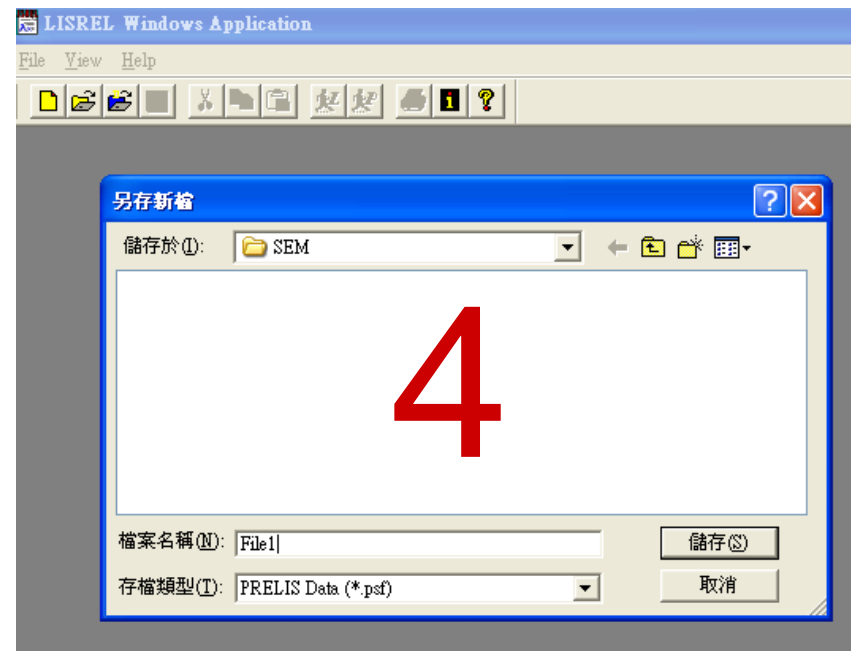 LISREL Windows Application
File View Help
另存新檔
儲存於(I): SEM
4
檔案名稱(N): File1
儲存(S)
存檔類型(T): PRELIS Data (*.psf)
取消